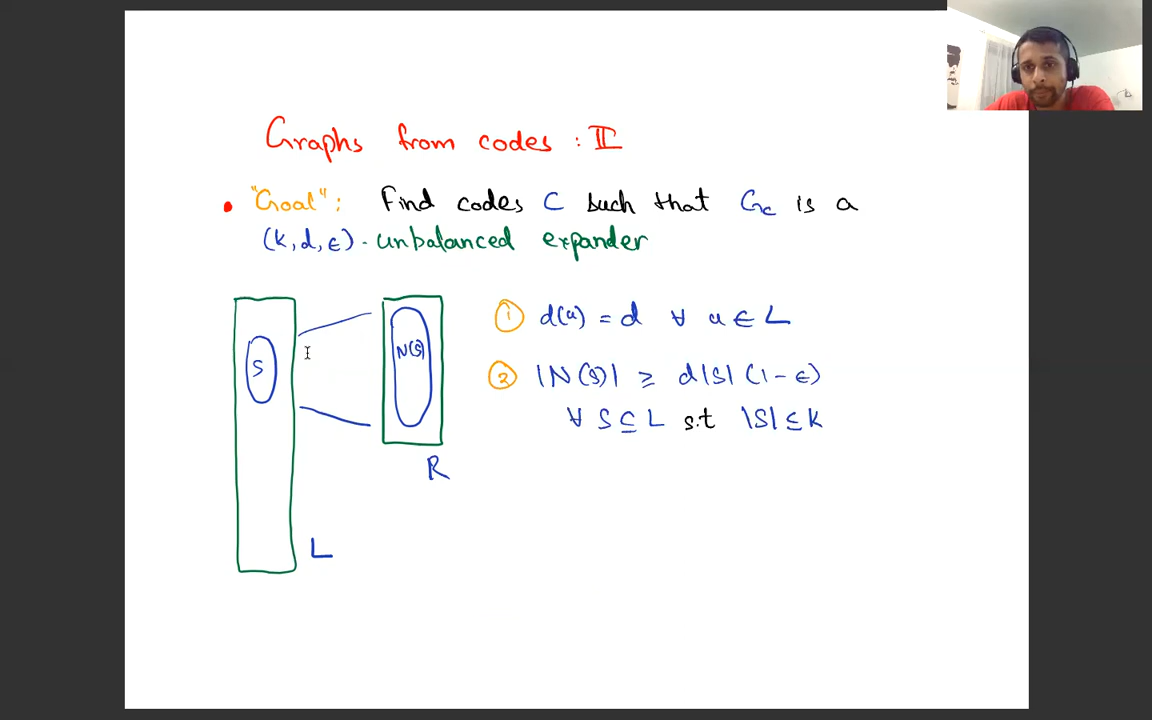 Graphs from codes : II
• "Goal": Find codes C such that G_C is a
(k,d,ϵ)-unbalanced expander
① d(u) = d ∀ u ∈ L
② |N(S)| ≥ d|S| (1-ϵ)
∀ S ⊆ L s.t |S| ≤ k
S
N(S)
R
L